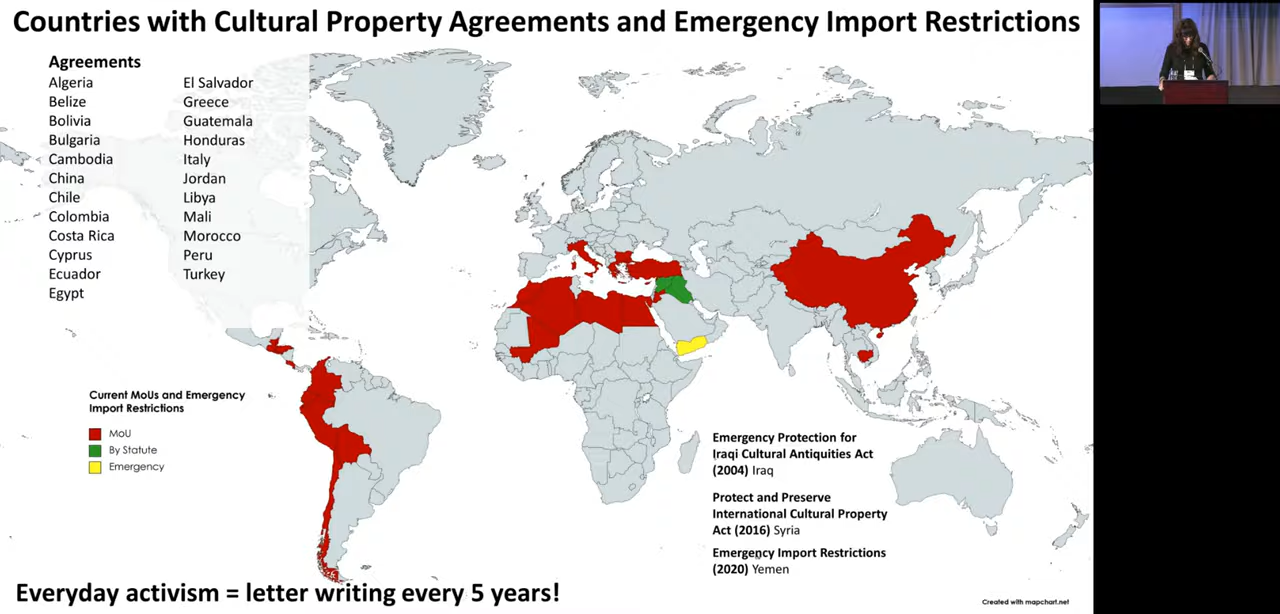 Countries with Cultural Property Agreements and Emergency Import Restrictions
Agreements
Algeria
Belize
Bolivia
Bulgaria
Cambodia
China
Chile
Colombia
Costa Rica
Cyprus
Ecuador
Egypt
El Salvador
Greece
Guatemala
Honduras
Italy
Jordan
Libya
Mali
Morocco
Peru
Turkey
Current MoUs and Emergency
Import Restrictions
MoU
By Statute
Emergency
Emergency Protection for
Iraqi Cultural Antiquities Act
(2004) Iraq
Protect and Preserve
International Cultural Property
Act (2016) Syria
Emergency Import Restrictions
(2020) Yemen
Everyday activism = letter writing every 5 years!
Created with mapchart.net